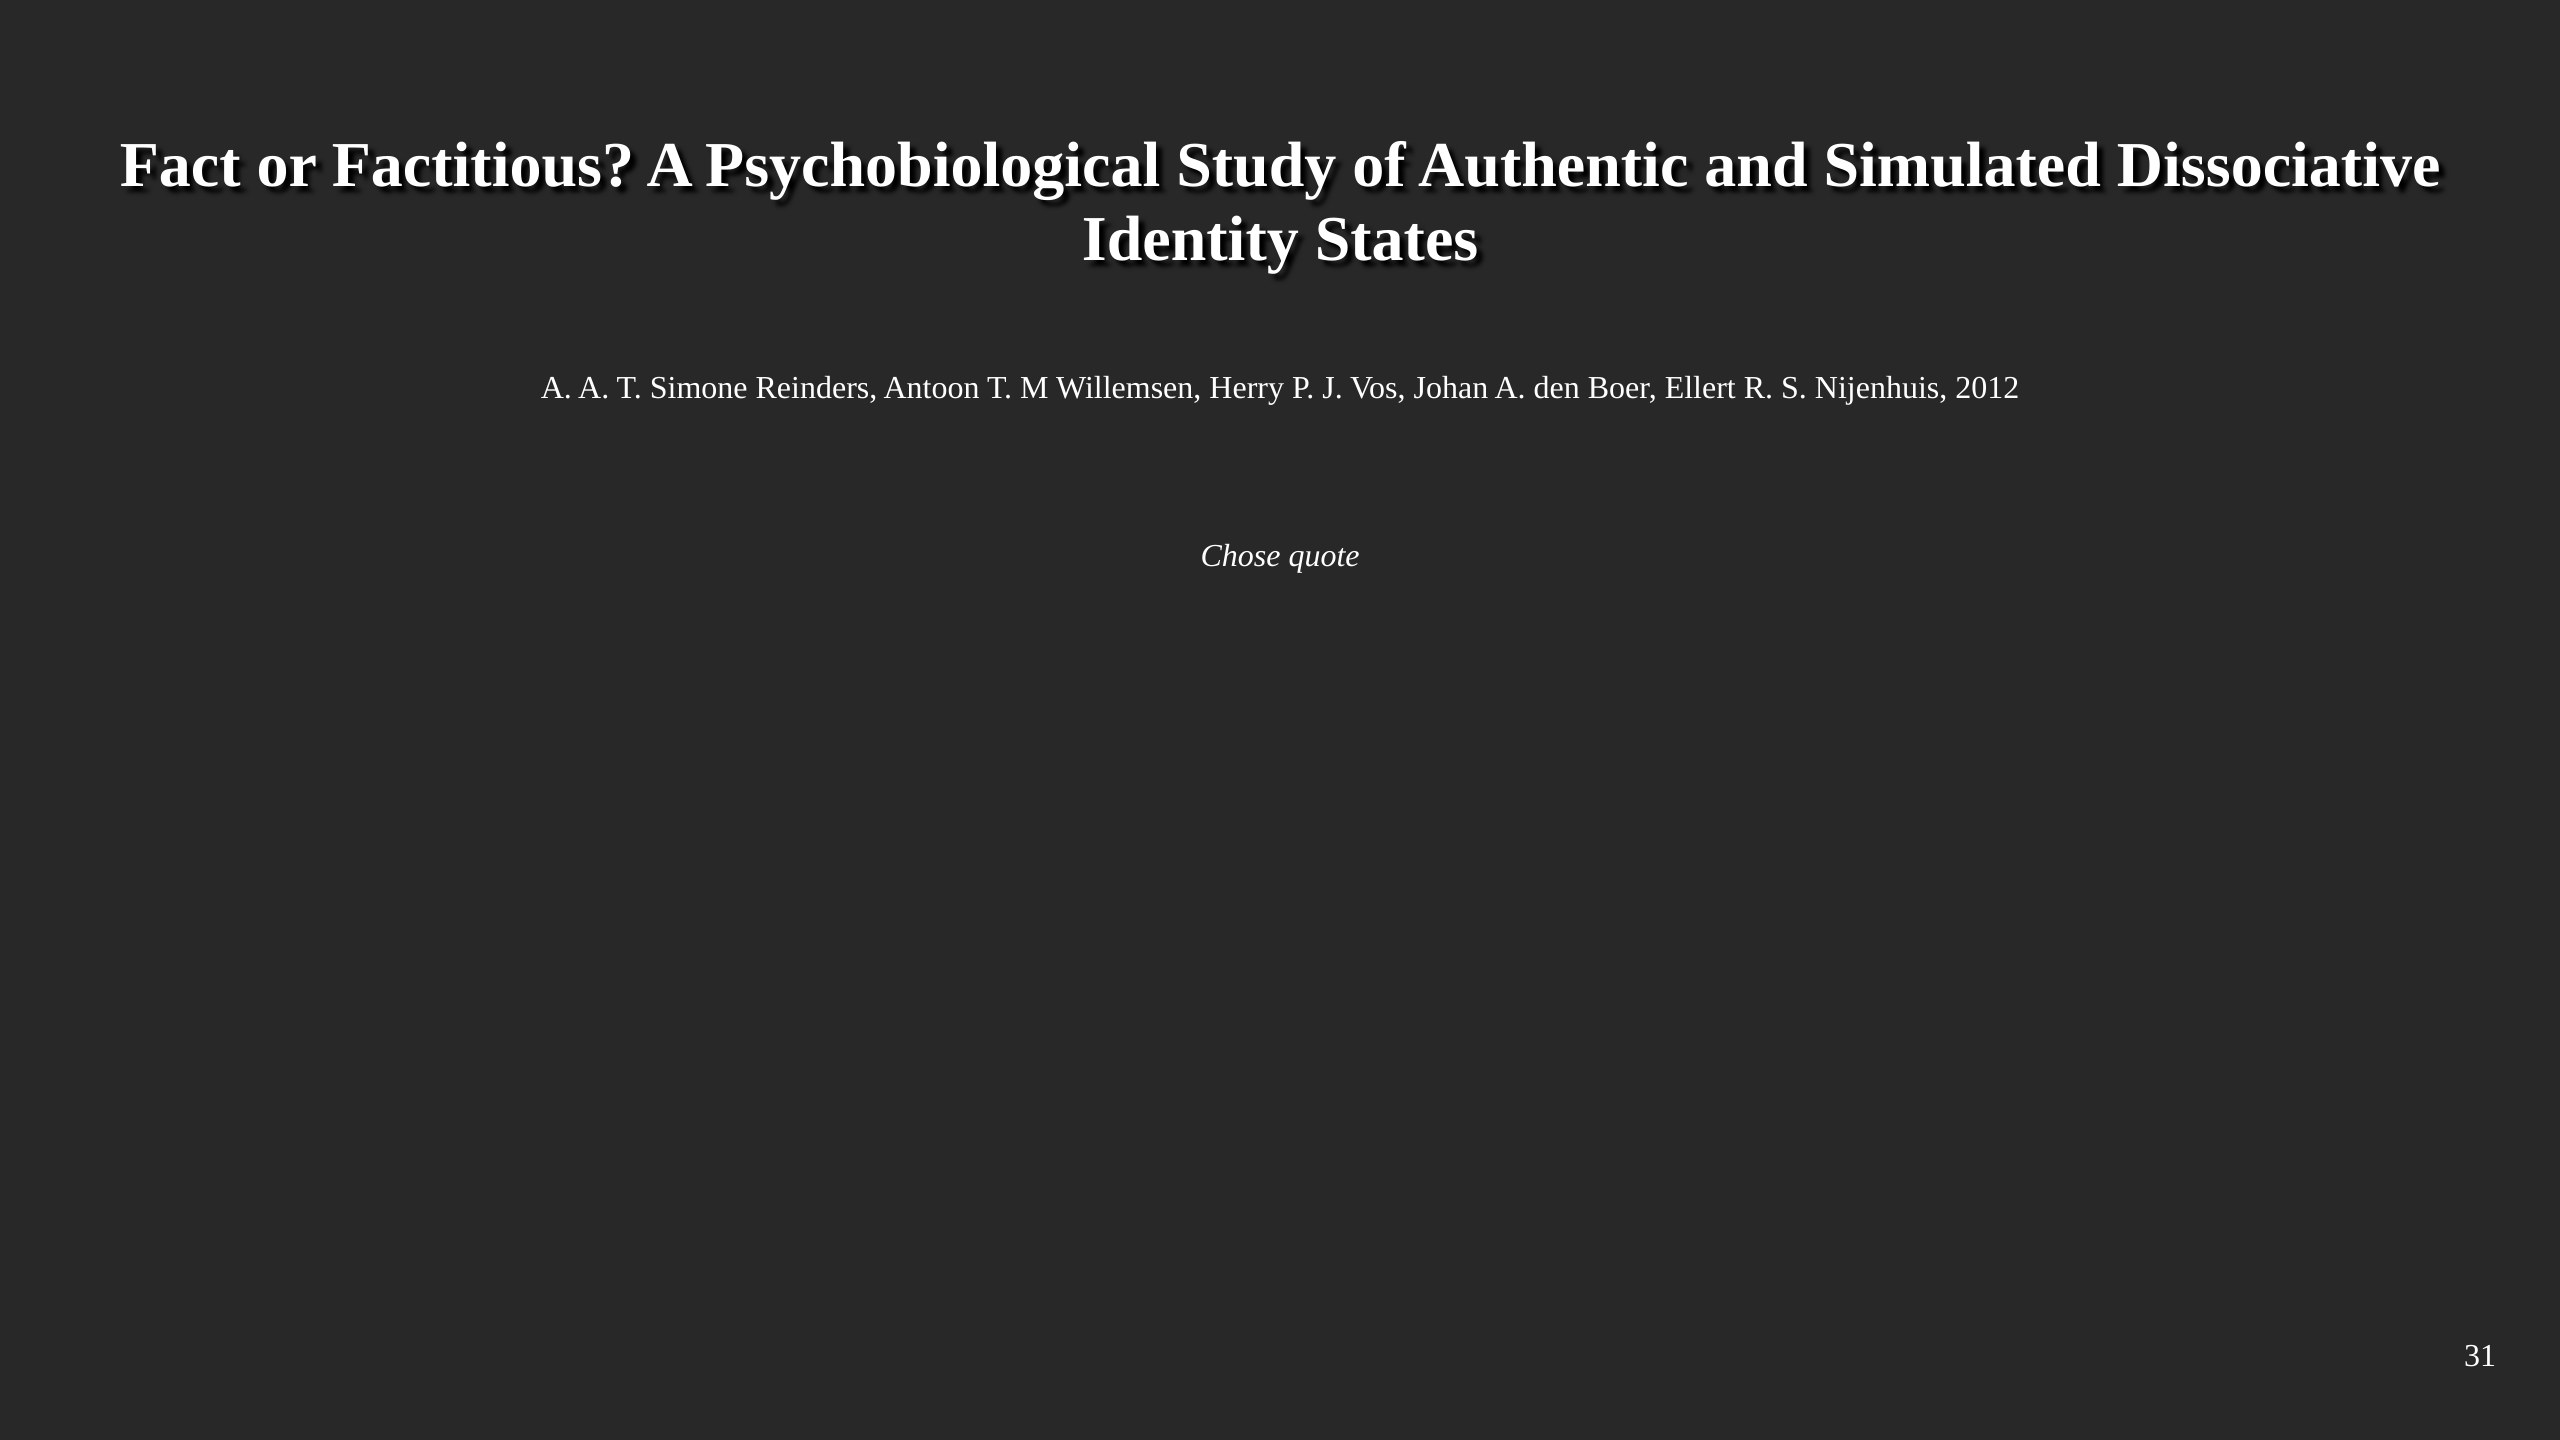 Fact or Factitious? A Psychobiological Study of Authentic and Simulated Dissociative
Identity States
A. A. T. Simone Reinders, Antoon T. M Willemsen, Herry P. J. Vos, Johan A. den Boer, Ellert R. S. Nijenhuis, 2012
Chose quote
31